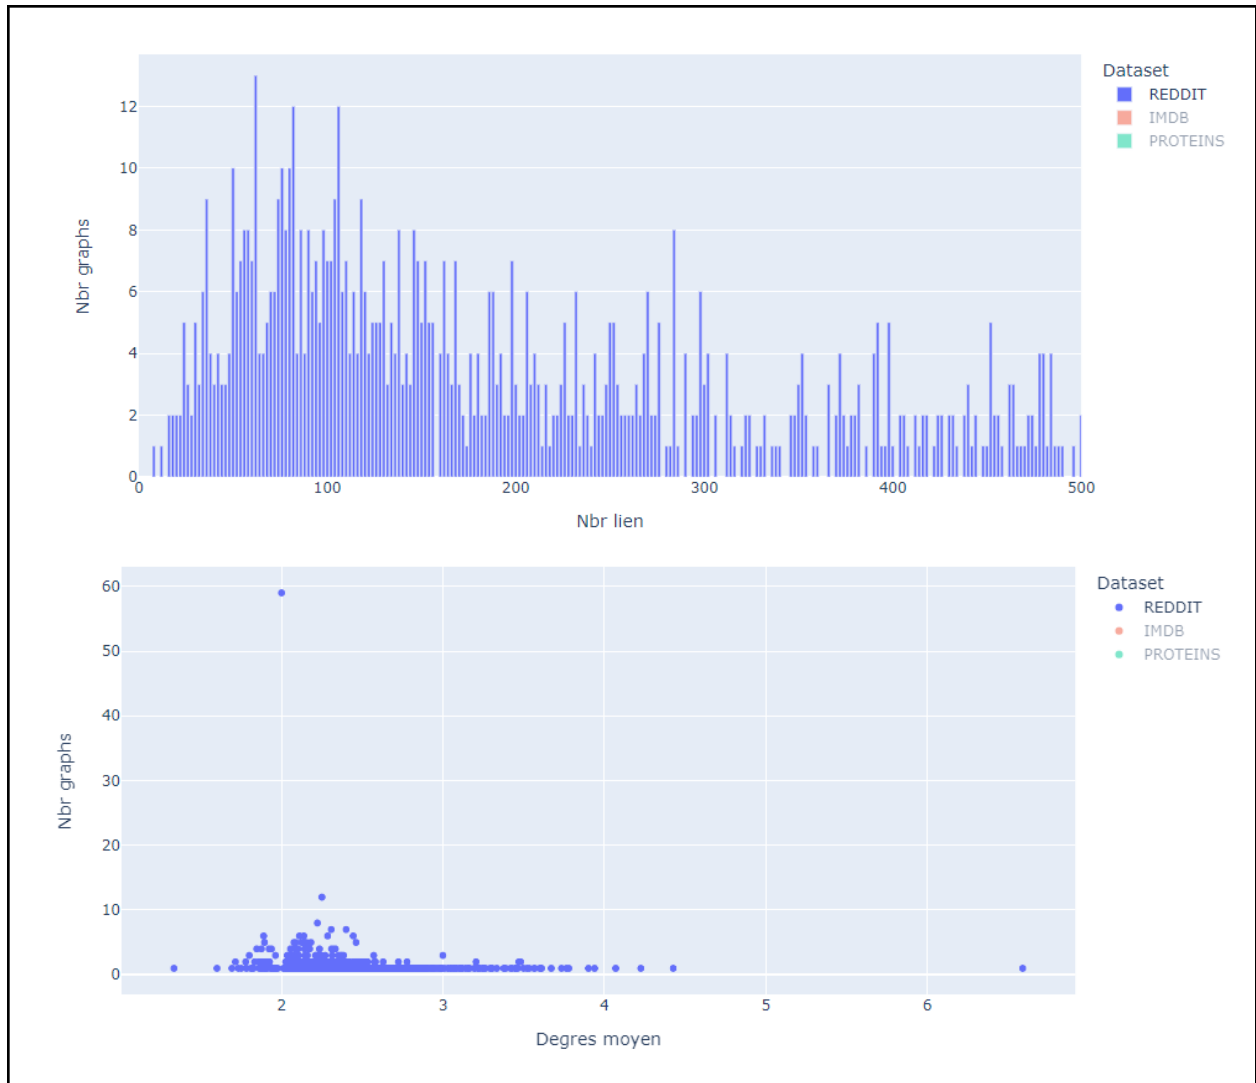 Dataset
REDDIT
IMDB
PROTEINS
12
10
8
6
4
2
0
Nbr graphs
0 100 200 300 400 500
Nbr lien
Dataset
REDDIT
IMDB
PROTEINS
60
50
40
30
20
10
0
Nbr graphs
2 3 4 5 6
Degres moyen